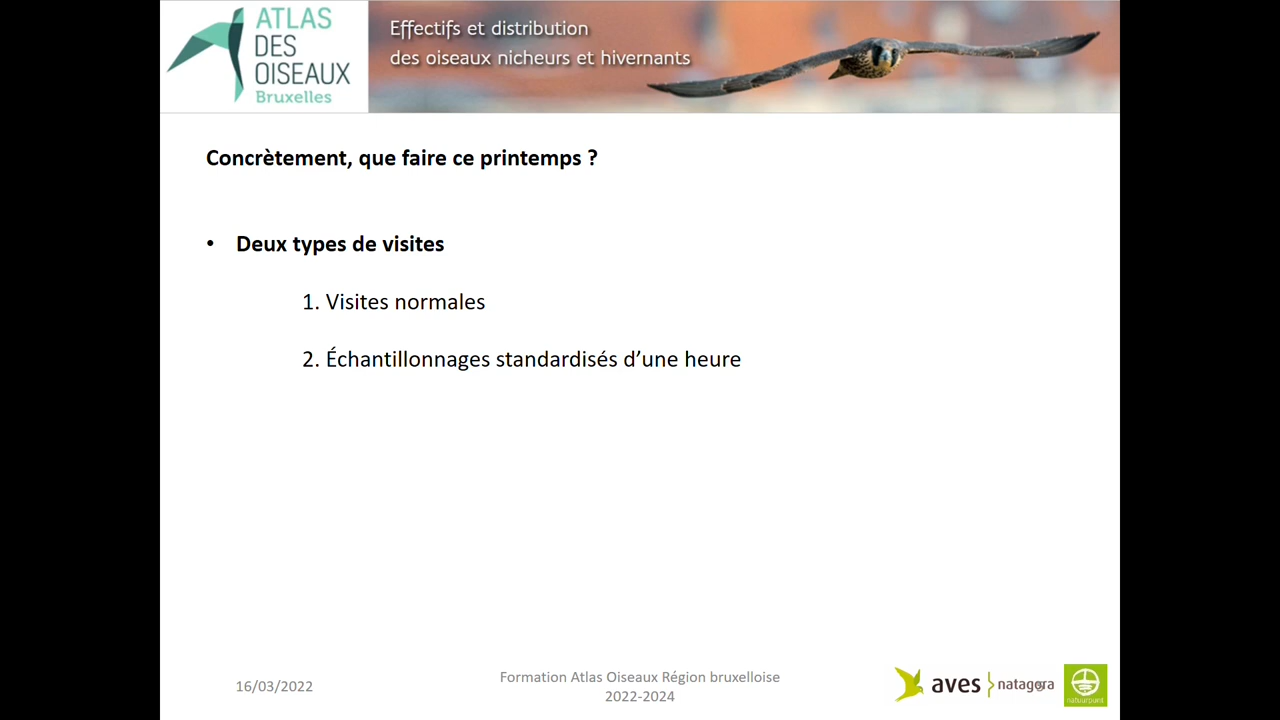 ATLAS
DES
OISEAUX
Bruxelles
Effectifs et distribution
des oiseaux nicheurs et hivernants
Concrètement, que faire ce printemps ?
• Deux types de visites
1. Visites normales
2. Échantillonnages standardisés d’une heure
16/03/2022
Formation Atlas Oiseaux Région bruxelloise
2022-2024
aves natagora
natuurpunt